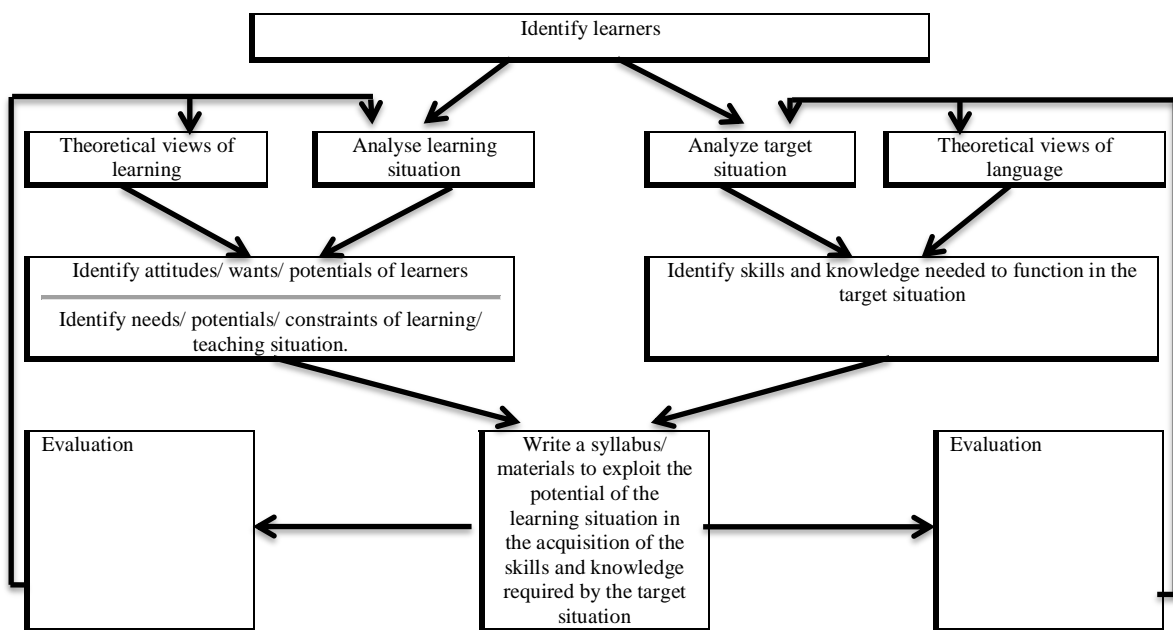 Identify learners
Theoretical views of
learning
Analyse learning
situation
Analyze target
situation
Theoretical views of
language
Identify attitudes/ wants/ potentials of learners
Identify needs/ potentials/ constraints of learning/
teaching situation.
Identify skills and knowledge needed to function in the
target situation
Evaluation
Write a syllabus/
materials to exploit the
potential of the
learning situation in
the acquisition of the
skills and knowledge
required by the target
situation
Evaluation